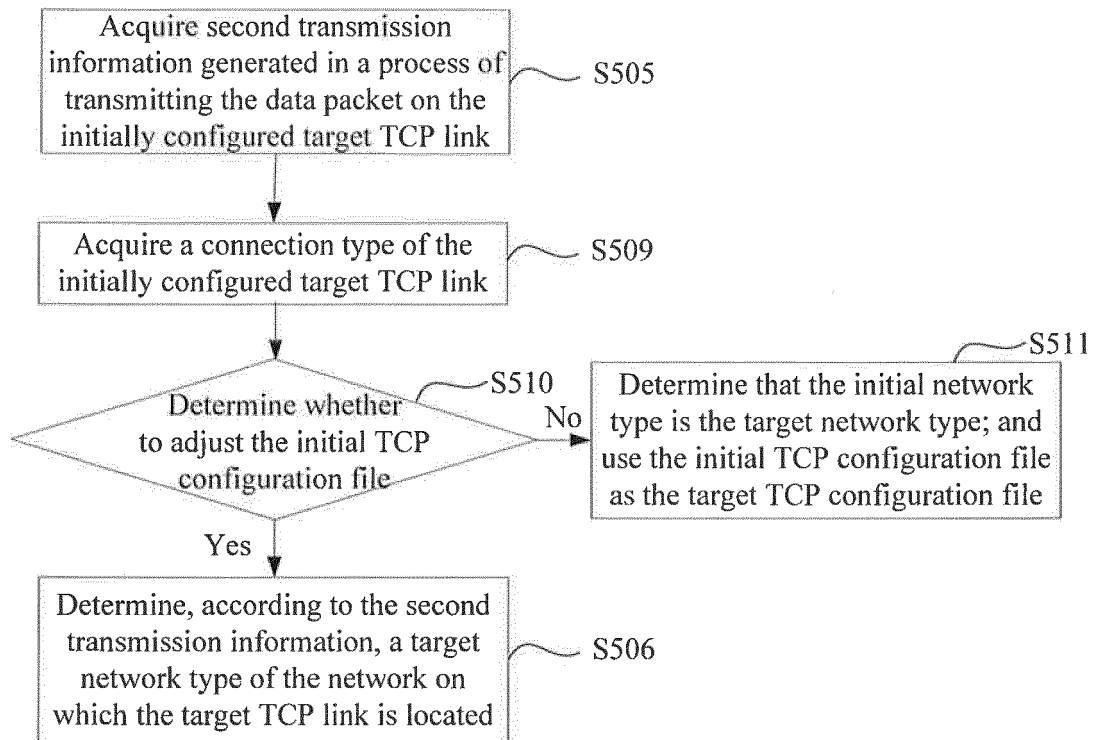 Acquire second transmission
information generated in a process of
transmitting the data packet on the
initially configured target TCP link
S505
Acquire a connection type of the
initially configured target TCP link
S509
S510
Determine whether
to adjust the initial TCP
configuration file
No
S511
Determine that the initial network
type is the target network type; and
use the initial TCP configuration file
as the target TCP configuration file
Yes
Determine, according to the second
transmission information, a target
network type of the network on
which the target TCP link is located
S506